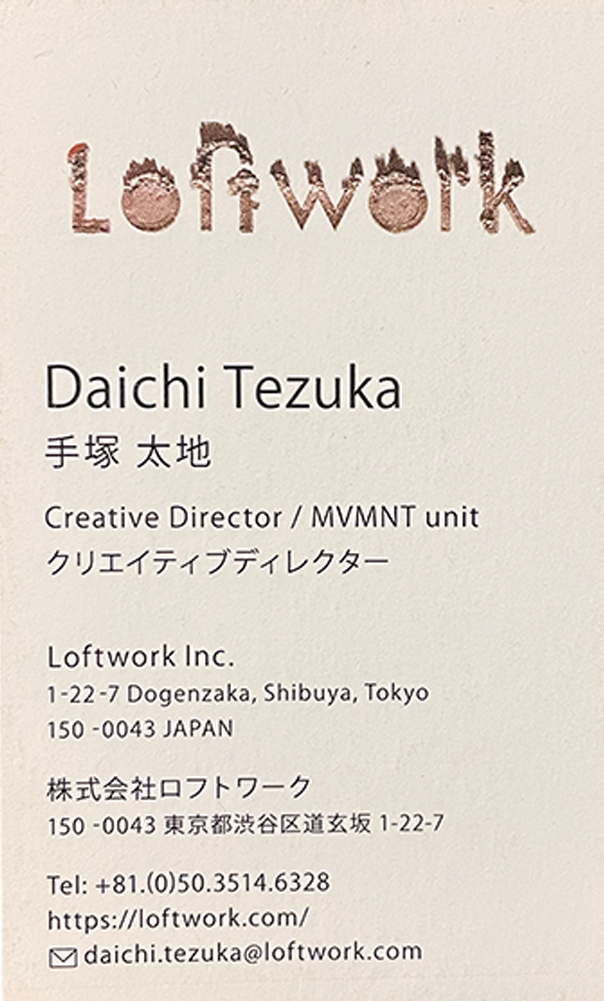 Loftwork
Daichi Tezuka
手塚 太地
Creative Director / MVMNT unit
クリエイティブディレクター
Loftwork Inc.
1-22-7 Dogenzaka, Shibuya, Tokyo
150-0043 JAPAN
株式会社ロフトワーク
150-0043 東京都渋谷区道玄坂 1-22-7
Tel: +81.(0)50.3514.6328
https://loftwork.com/
daichi.tezuka@loftwork.com